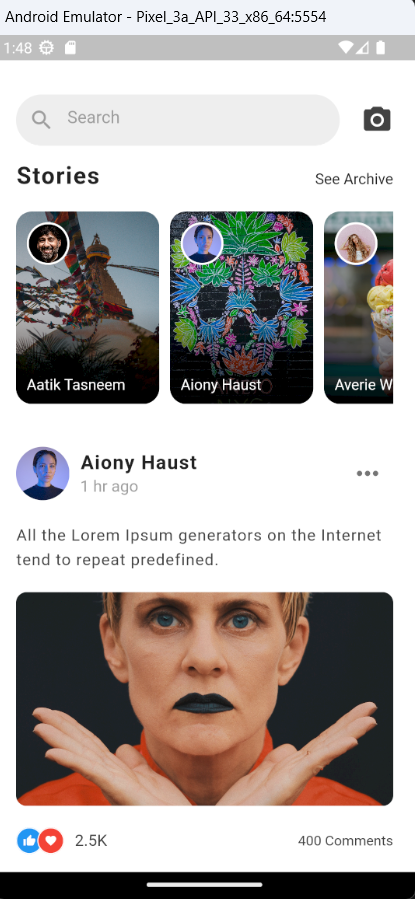 Android Emulator - Pixel_3a_API_33_x86_64:5554
1:48
Search
Stories
See Archive
Aatik Tasneem
Aiony Haust
Averie W
Aiony Haust
1 hr ago
All the Lorem Ipsum generators on the Internet
tend to repeat predefined.
2.5K
400 Comments